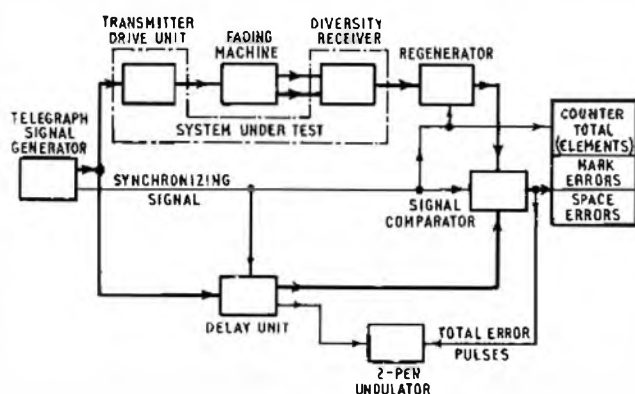 TRANSMITTER
DRIVE UNIT
FADING
MACHINE
DIVERSITY
RECEIVER
REGENERATOR
SYSTEM UNDER TEST
TELEGRAPH
SIGNAL
GENERATOR
COUNTER
TOTAL
(ELEMENTS)
MARK
ERRORS
SPACE
ERRORS
SYNCHRONIZING
SIGNAL
SIGNAL
COMPARATOR
DELAY UNIT
TOTAL ERROR
PULSES
2-PEN
UNDULATOR